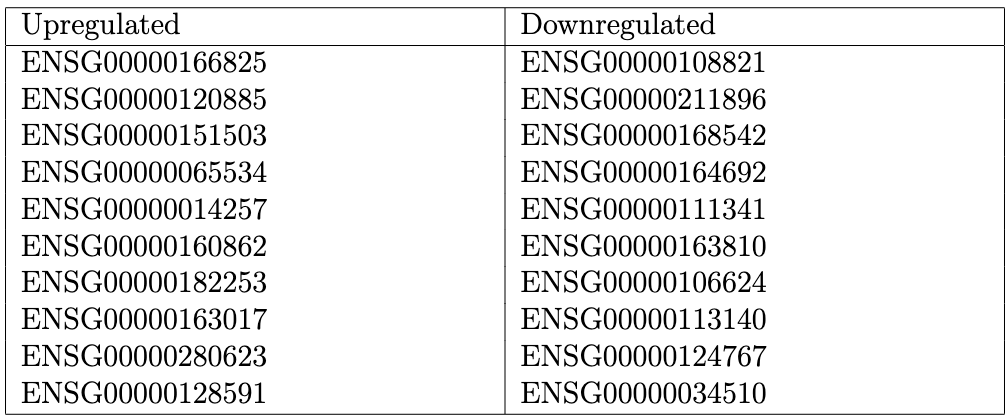 Upregulated Downregulated
ENSG00000166825 ENSG00000108821
ENSG00000120885 ENSG00000211896
ENSG00000151503 ENSG00000168542
ENSG00000065534 ENSG00000164692
ENSG00000014257 ENSG00000111341
ENSG00000160862 ENSG00000163810
ENSG00000182253 ENSG00000106624
ENSG00000163017 ENSG00000113140
ENSG00000280623 ENSG00000124767
ENSG00000128591 ENSG00000034510